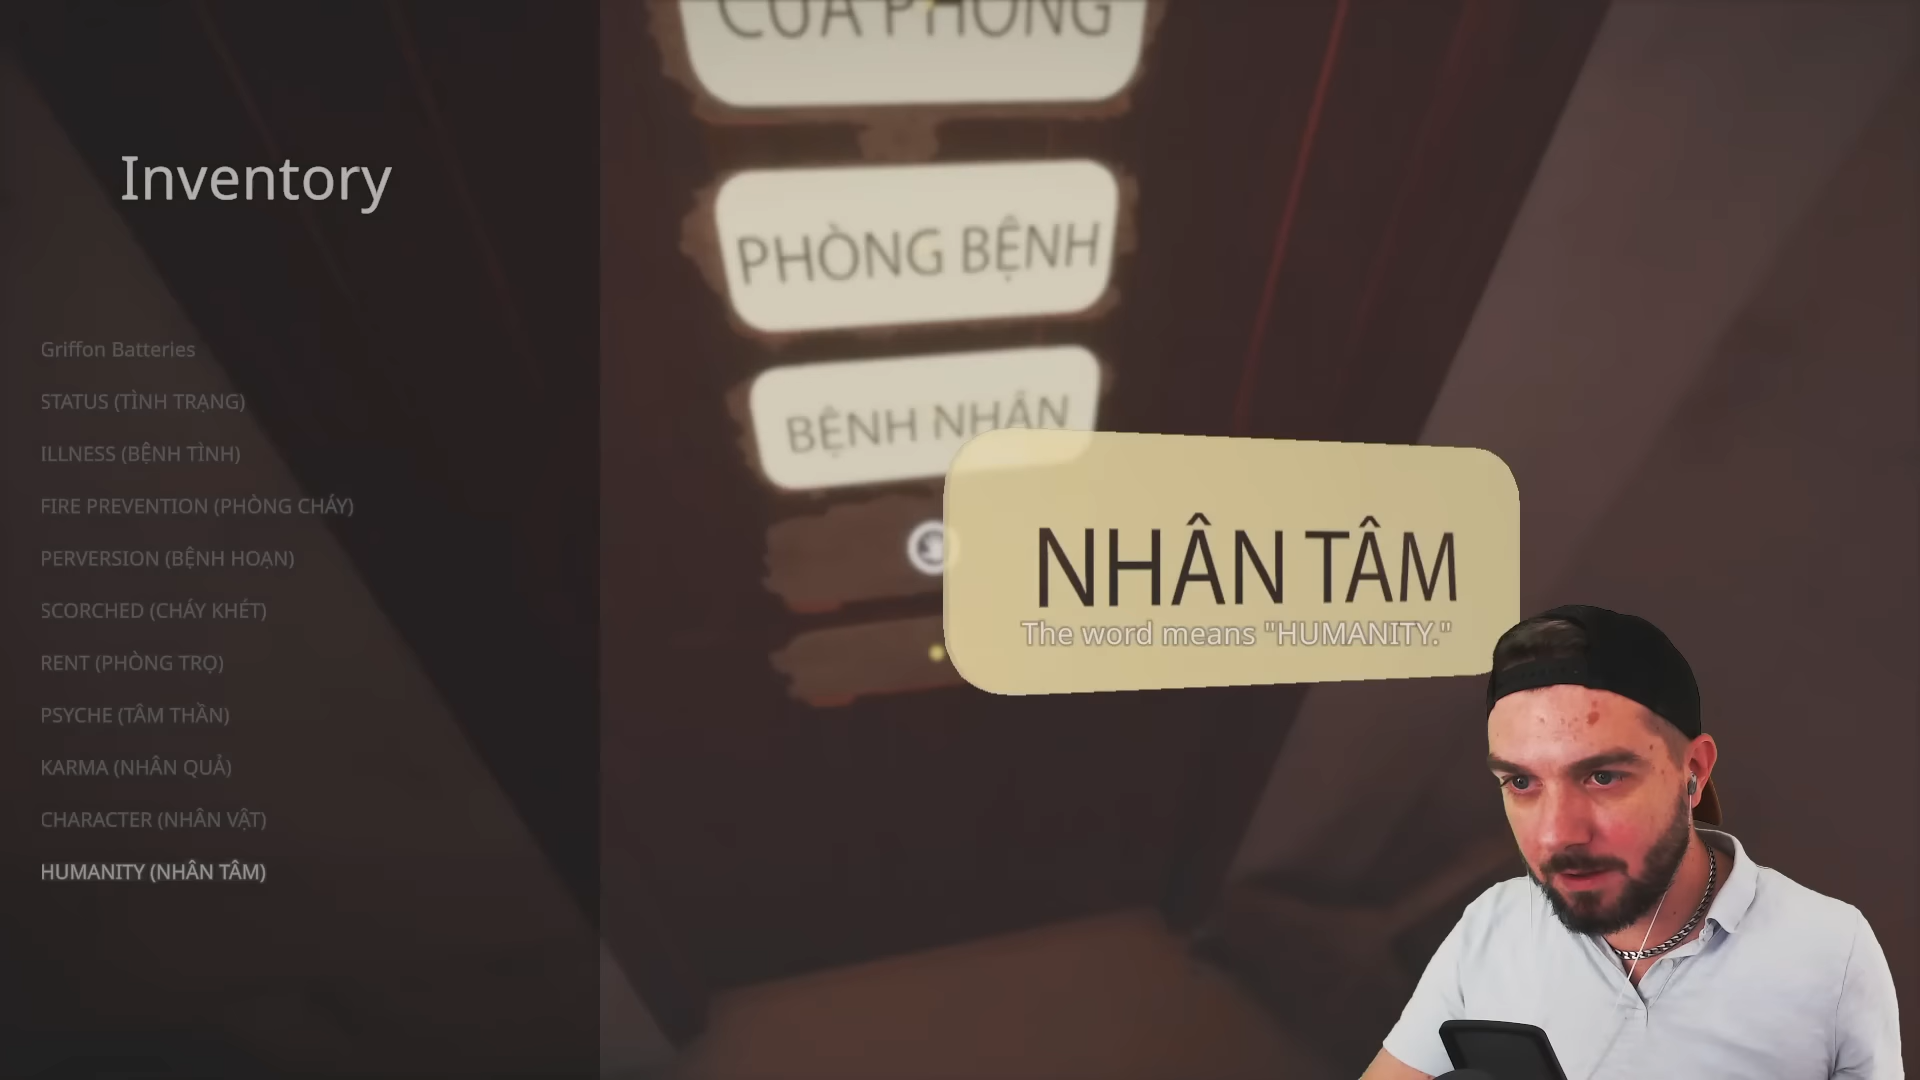 Inventory
Griffon Batteries
STATUS (TÌNH TRẠNG)
ILLNESS (BỆNH TÌNH)
FIRE PREVENTION (PHÒNG CHÁY)
PERVERSION (BỆNH HOẠN)
SCORCHED (CHÁY KHÉT)
RENT (PHÒNG TRỌ)
PSYCHE (TÂM THẦN)
KARMA (NHÂN QUẢ)
CHARACTER (NHÂN VẬT)
HUMANITY (NHÂN TÂM)
CỬA PHÒNG
PHÒNG BỆNH
BỆNH NHÂN
NHÂN TÂM
The word means "HUMANITY."